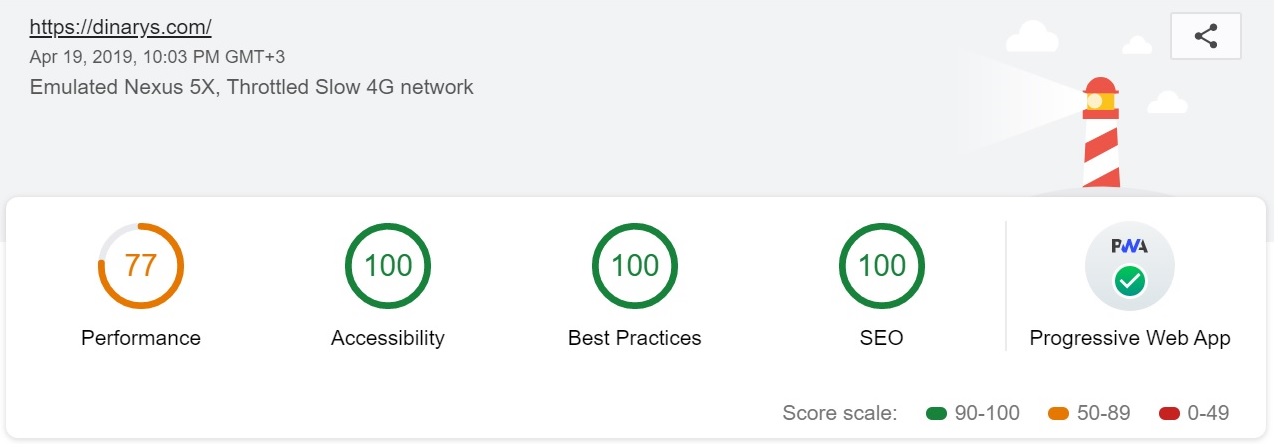 https://dinarys.com/
Apr 19, 2019, 10:03 PM GMT+3
Emulated Nexus 5X, Throttled Slow 4G network
77 100 100 100 PWA
Performance Accessibility Best Practices SEO Progressive Web App
Score scale: 90-100 50-89 0-49